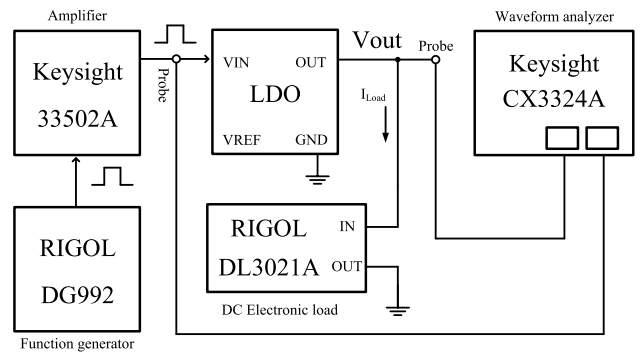 Amplifier
Keysight
33502A
Probe
VIN
OUT
LDO
VREF
GND
Vout
Probe
I Load
Waveform analyzer
Keysight
CX3324A
RIGOL
DG992
Function generator
RIGOL
DL3021A
IN
OUT
DC Electronic load